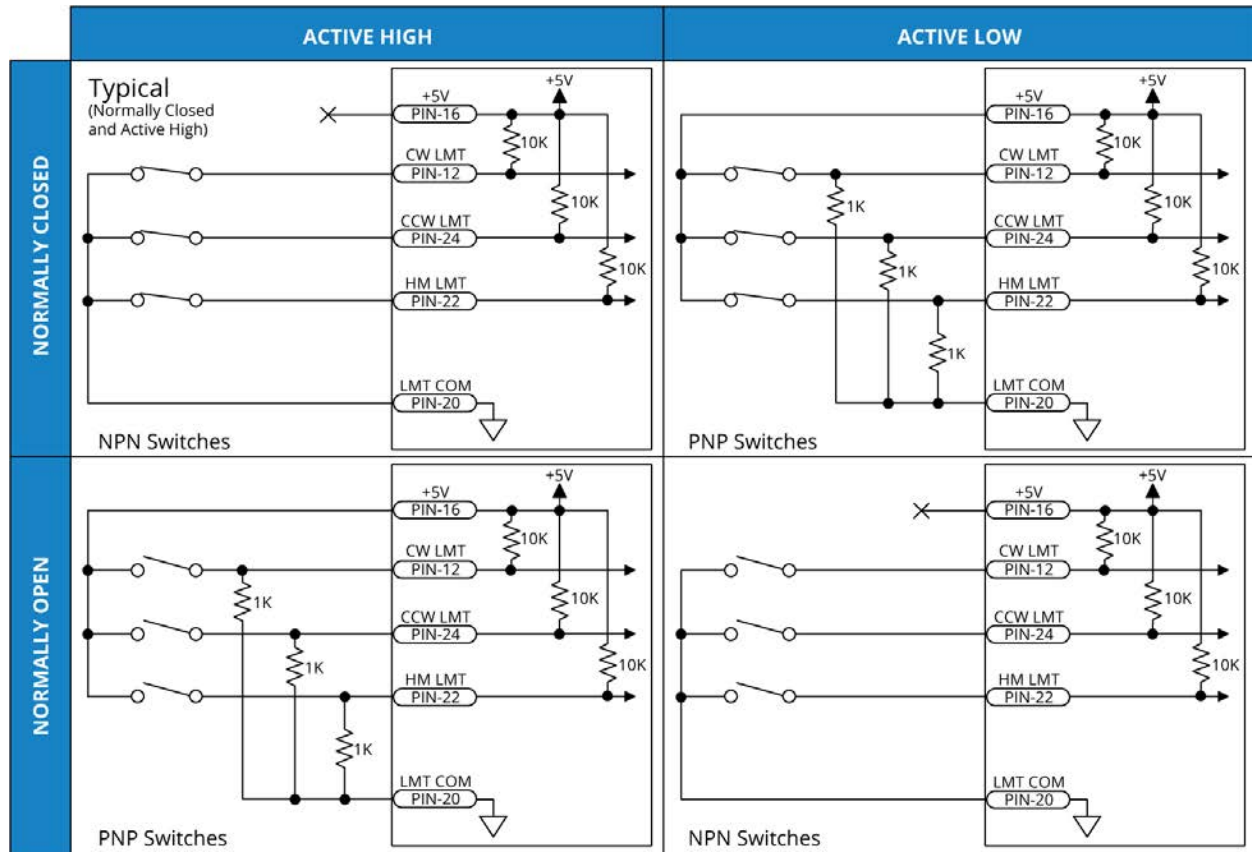 ACTIVE HIGH
ACTIVE LOW
NORMALLY CLOSED
Typical
(Normally Closed
and Active High)
+5V
+5V
PIN-16
10K
CW LMT
PIN-12
10K
CCW LMT
PIN-24
10K
HM LMT
PIN-22
LMT COM
PIN-20
NPN Switches
+5V
+5V
PIN-16
10K
CW LMT
PIN-12
1K
10K
CCW LMT
PIN-24
1K
10K
HM LMT
PIN-22
1K
LMT COM
PIN-20
PNP Switches
NORMALLY OPEN
+5V
+5V
PIN-16
10K
CW LMT
PIN-12
1K
10K
CCW LMT
PIN-24
1K
10K
HM LMT
PIN-22
1K
LMT COM
PIN-20
PNP Switches
+5V
+5V
PIN-16
10K
CW LMT
PIN-12
10K
CCW LMT
PIN-24
10K
HM LMT
PIN-22
LMT COM
PIN-20
NPN Switches